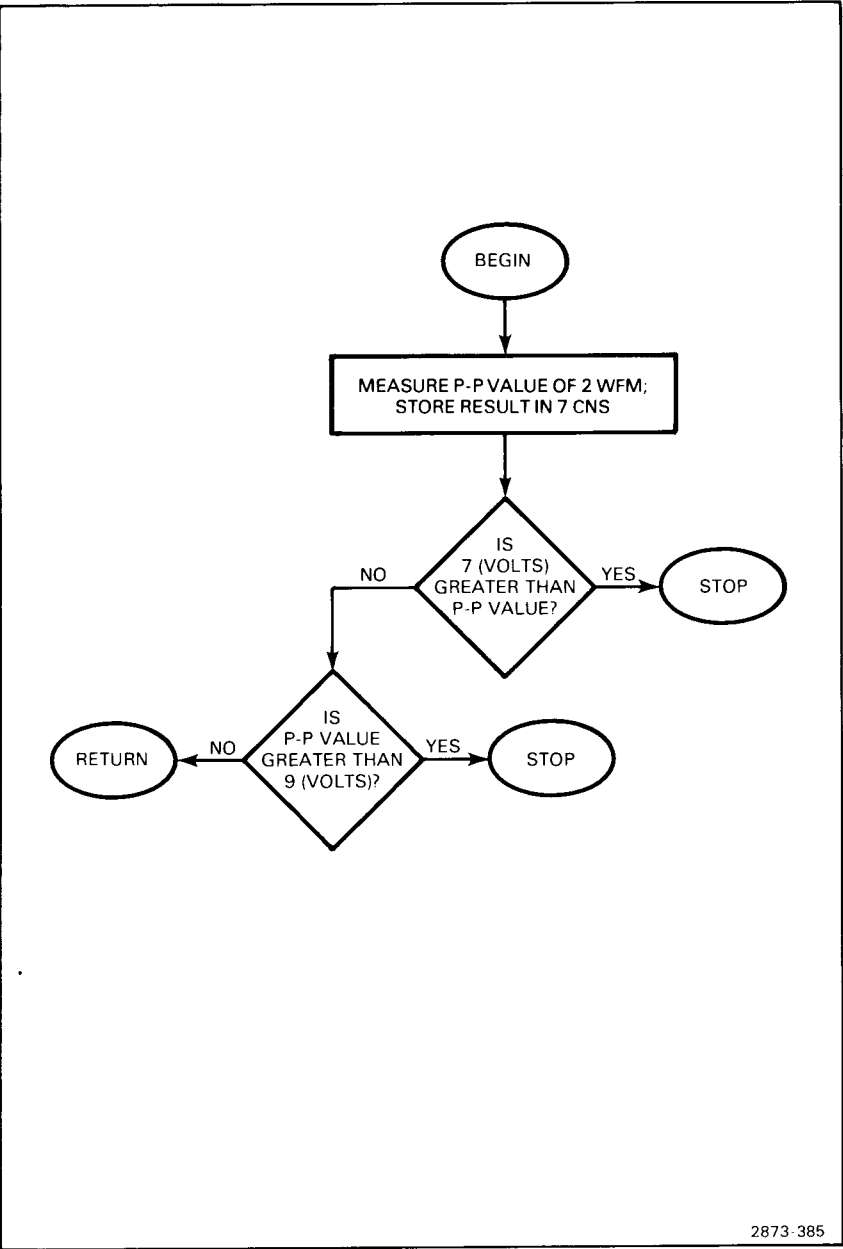 BEGIN
MEASURE P-P VALUE OF 2 WFM;
STORE RESULT IN 7 CNS
IS
7 (VOLTS)
GREATER THAN
P-P VALUE?
NO
YES
STOP
IS
P-P VALUE
GREATER THAN
9 (VOLTS)?
NO
YES
RETURN
STOP
2873-385